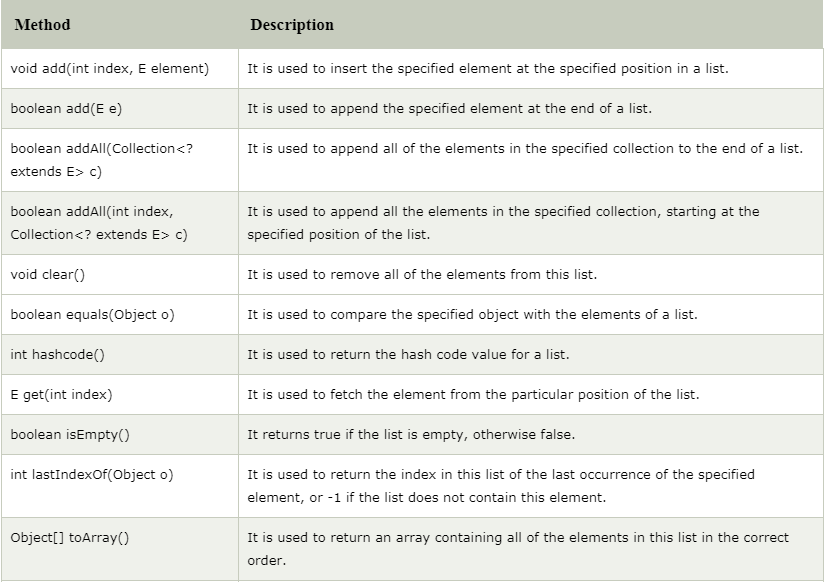 Method Description
void add(int index, E element) It is used to insert the specified element at the specified position in a list.
boolean add(E e) It is used to append the specified element at the end of a list.
boolean addAll(Collection<? It is used to append all of the elements in the specified collection to the end of a list.
extends E> c)
boolean addAll(int index, It is used to append all the elements in the specified collection, starting at the
Collection<? extends E> c) specified position of the list.
void clear() It is used to remove all of the elements from this list.
boolean equals(Object o) It is used to compare the specified object with the elements of a list.
int hashcode() It is used to return the hash code value for a list.
E get(int index) It is used to fetch the element from the particular position of the list.
boolean isEmpty() It returns true if the list is empty, otherwise false.
int lastIndexOf(Object o) It is used to return the index in this list of the last occurrence of the specified
element, or -1 if the list does not contain this element.
Object[] toArray() It is used to return an array containing all of the elements in this list in the correct
order.